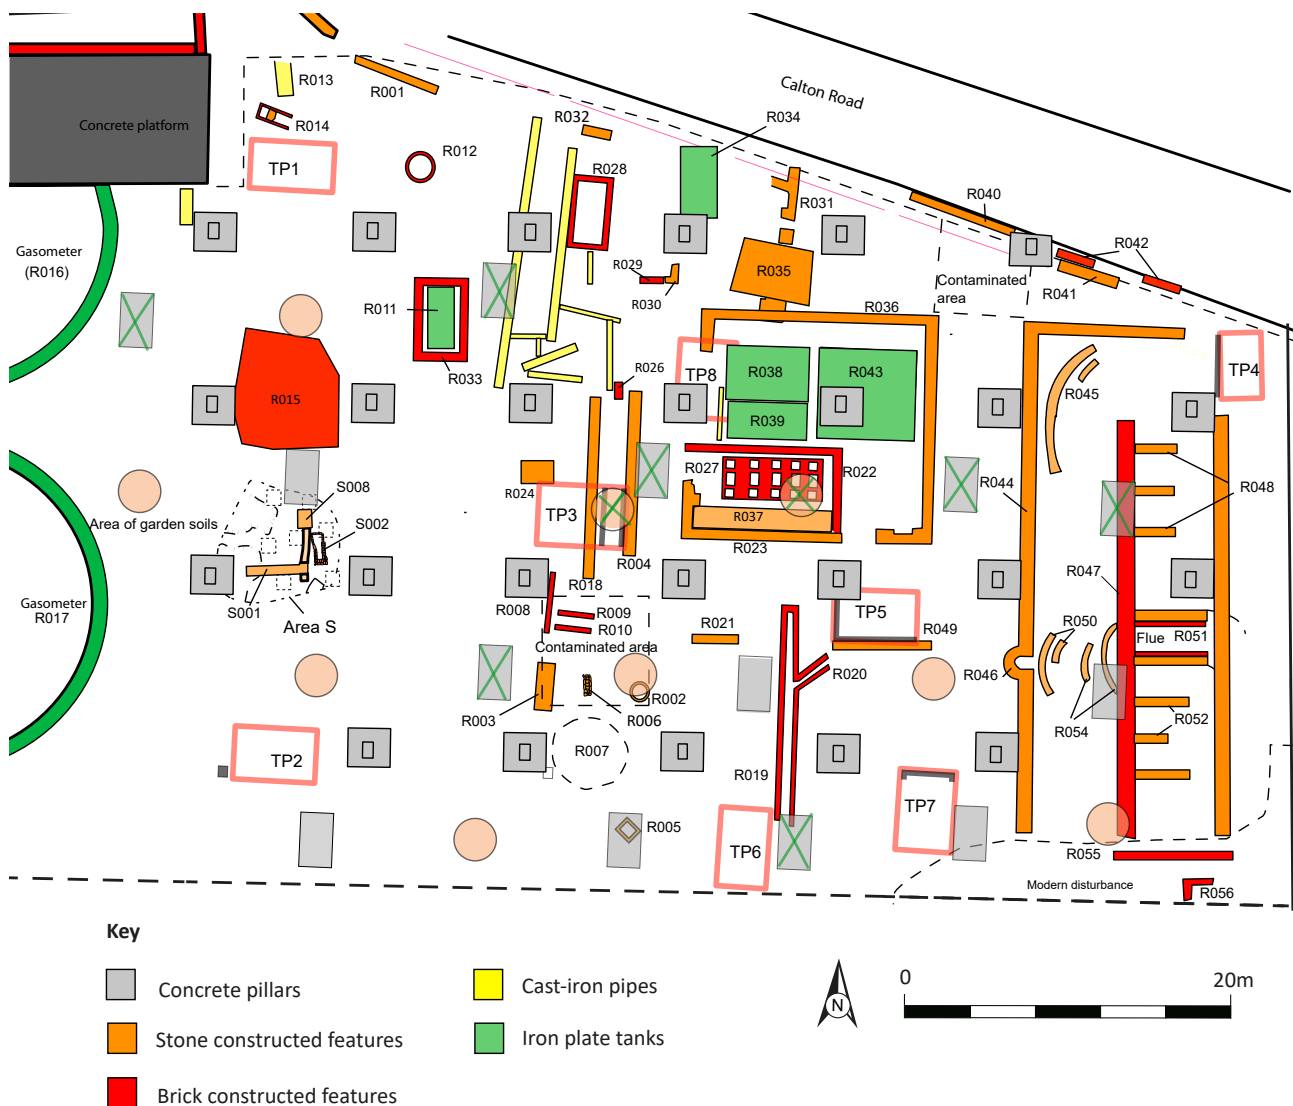 Calton Road
R013
R001
R014
Concrete platform
TP1
R012
R032
R034
R028
R031
R040
R042
Gasometer
(R016)
R029
R030
R035
Contaminated
area
R041
R011
R036
R033
R026
TP8
R038
R043
R039
R045
TP4
R015
R027
R022
R024
R044
R048
S008
S002
Area of garden soils
TP3
R037
R023
R004
R018
R047
S001
Area S
Gasometer
R017
R008
R009
R010
Contaminated area
R021
TP5
R049
R050
Flue
R051
R046
R020
R003
R006
R002
R054
R052
R007
TP2
R019
TP7
R005
TP6
R055
Modern disturbance
R056
Key
Concrete pillars
Stone constructed features
Brick constructed features
Cast-iron pipes
Iron plate tanks
N
0
20m